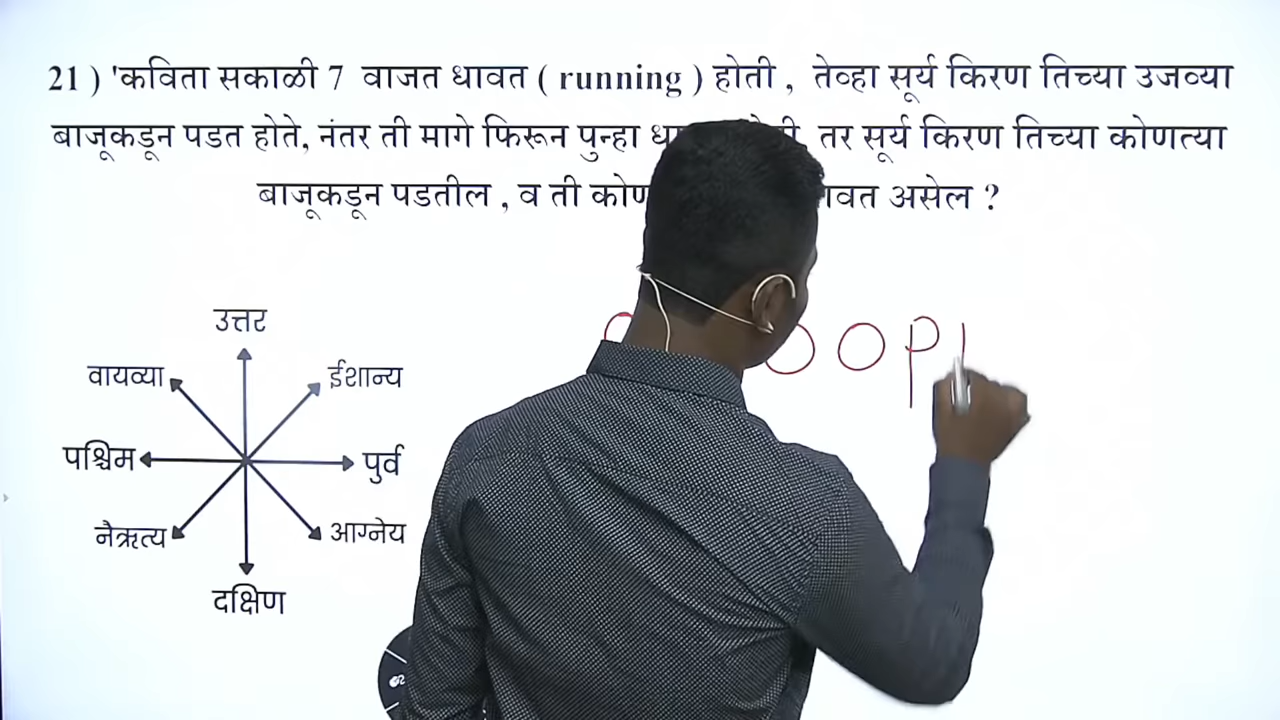 21 ) 'कविता सकाळी 7 वाजत धावत ( running ) होती , तेव्हा सूर्य किरण तिच्या उजव्या
बाजूकडून पडत होते, नंतर ती मागे फिरून पुन्हा तर सूर्य किरण तिच्या कोणत्या
बाजूकडून पडतील , व ती असेल ?
उत्तर
वायव्या ईशान्य
पश्चिम पुर्व
नैऋत्य आग्नेय
दक्षिण